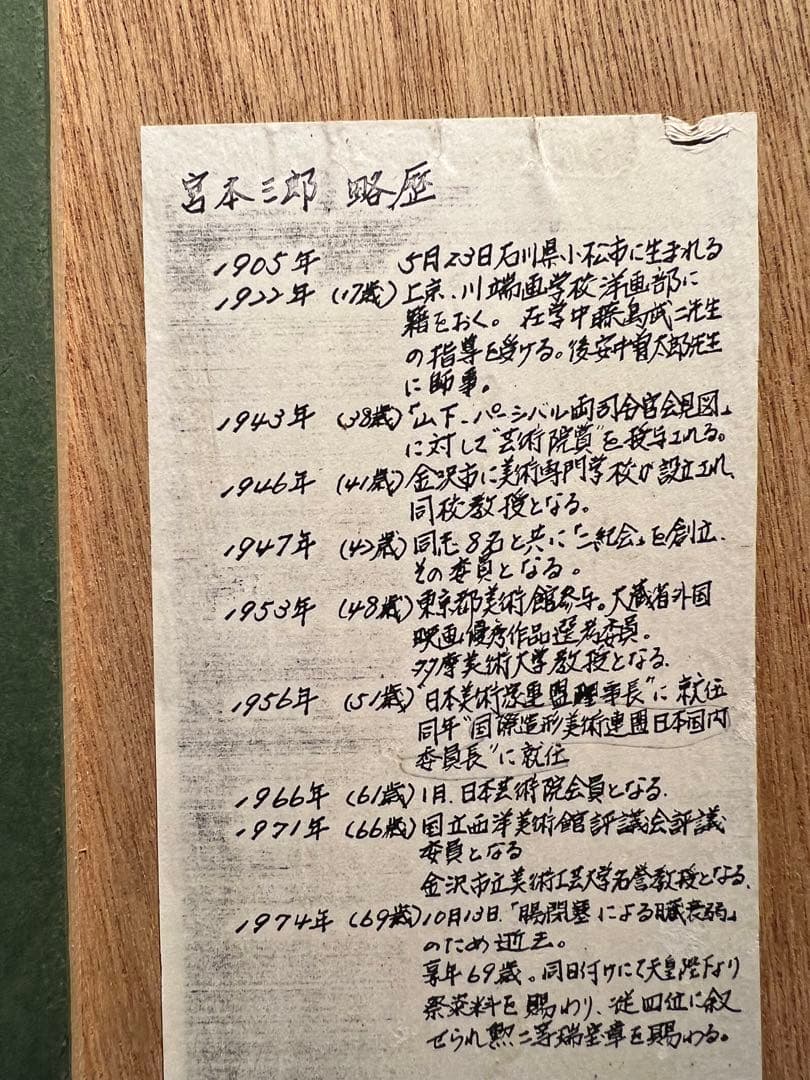 宮本三郎 略歴
1905年 5月23日石川県小松市に生まれる
1922年 (17歳) 上京、川端画学校洋画部に
籍をおく。在学中藤島武二先生
の指導を受ける。後安井曽太郎先生
に師事。
1943年 (38歳) 「山下、パーシバル両司令官会見図」
に対して"芸術院賞"を授与される。
1946年 (41歳) 金沢市に美術専門学校が設立され、
同校教授となる。
1947年 (42歳) 同志8名と共に「二紀会」を創立、
その委員となる。
1953年 (48歳) 東京都美術館参与。大蔵省外国
映画優秀作品選考委員。
多摩美術大学教授となる、
1956年 (51歳) "日本美術家連盟理事長"に就任
同年"国際造形美術連盟日本国内
委員長"に就任
1966年 (61歳) 1月、日本芸術院会員となる、
1971年 (66歳) 国立西洋美術館評議会評議
委員となる
金沢市立美術工芸大学名誉教授となる、
1974年 (69歳) 10月13日、「腸閉塞による心臓衰弱」
のため逝去。
享年69歳。同日付けにて天皇陛下より
祭粢料を賜わり、従四位に叙
せられ勲二等瑞宝章を賜わる。